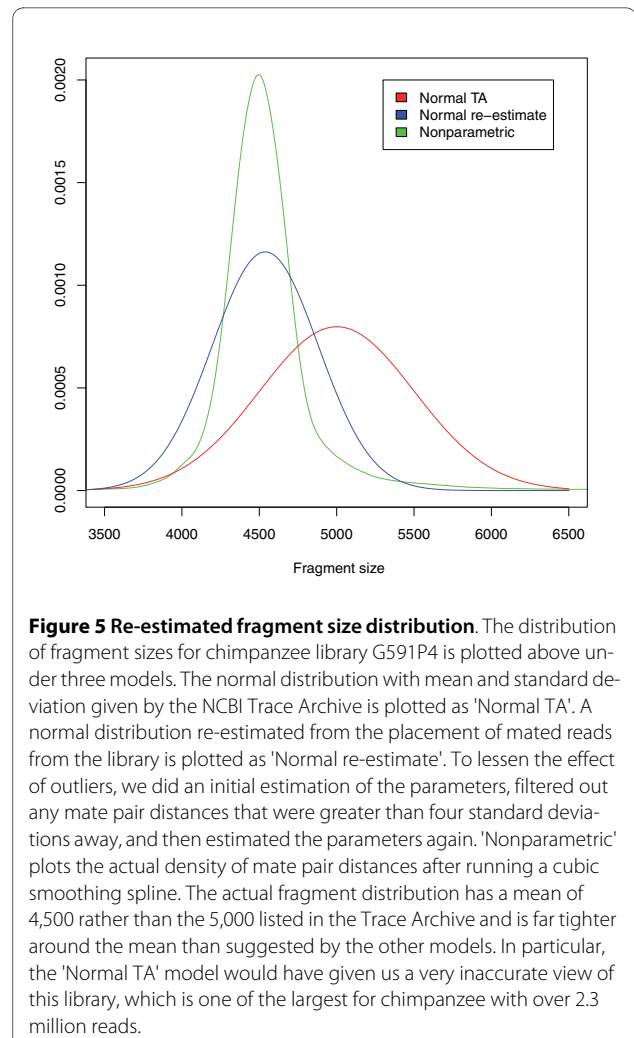 0.0020
0.0015
0.0010
0.0005
0.0000
Normal TA
Normal re−estimate
Nonparametric
3500 4000 4500 5000 5500 6000 6500
Fragment size
Figure 5 Re-estimated fragment size distribution. The distribution
of fragment sizes for chimpanzee library G591P4 is plotted above un-
der three models. The normal distribution with mean and standard de-
viation given by the NCBI Trace Archive is plotted as 'Normal TA'. A
normal distribution re-estimated from the placement of mated reads
from the library is plotted as 'Normal re-estimate'. To lessen the effect
of outliers, we did an initial estimation of the parameters, filtered out
any mate pair distances that were greater than four standard devia-
tions away, and then estimated the parameters again. 'Nonparametric'
plots the actual density of mate pair distances after running a cubic
smoothing spline. The actual fragment distribution has a mean of
4,500 rather than the 5,000 listed in the Trace Archive and is far tighter
around the mean than suggested by the other models. In particular,
the 'Normal TA' model would have given us a very inaccurate view of
this library, which is one of the largest for chimpanzee with over 2.3
million reads.